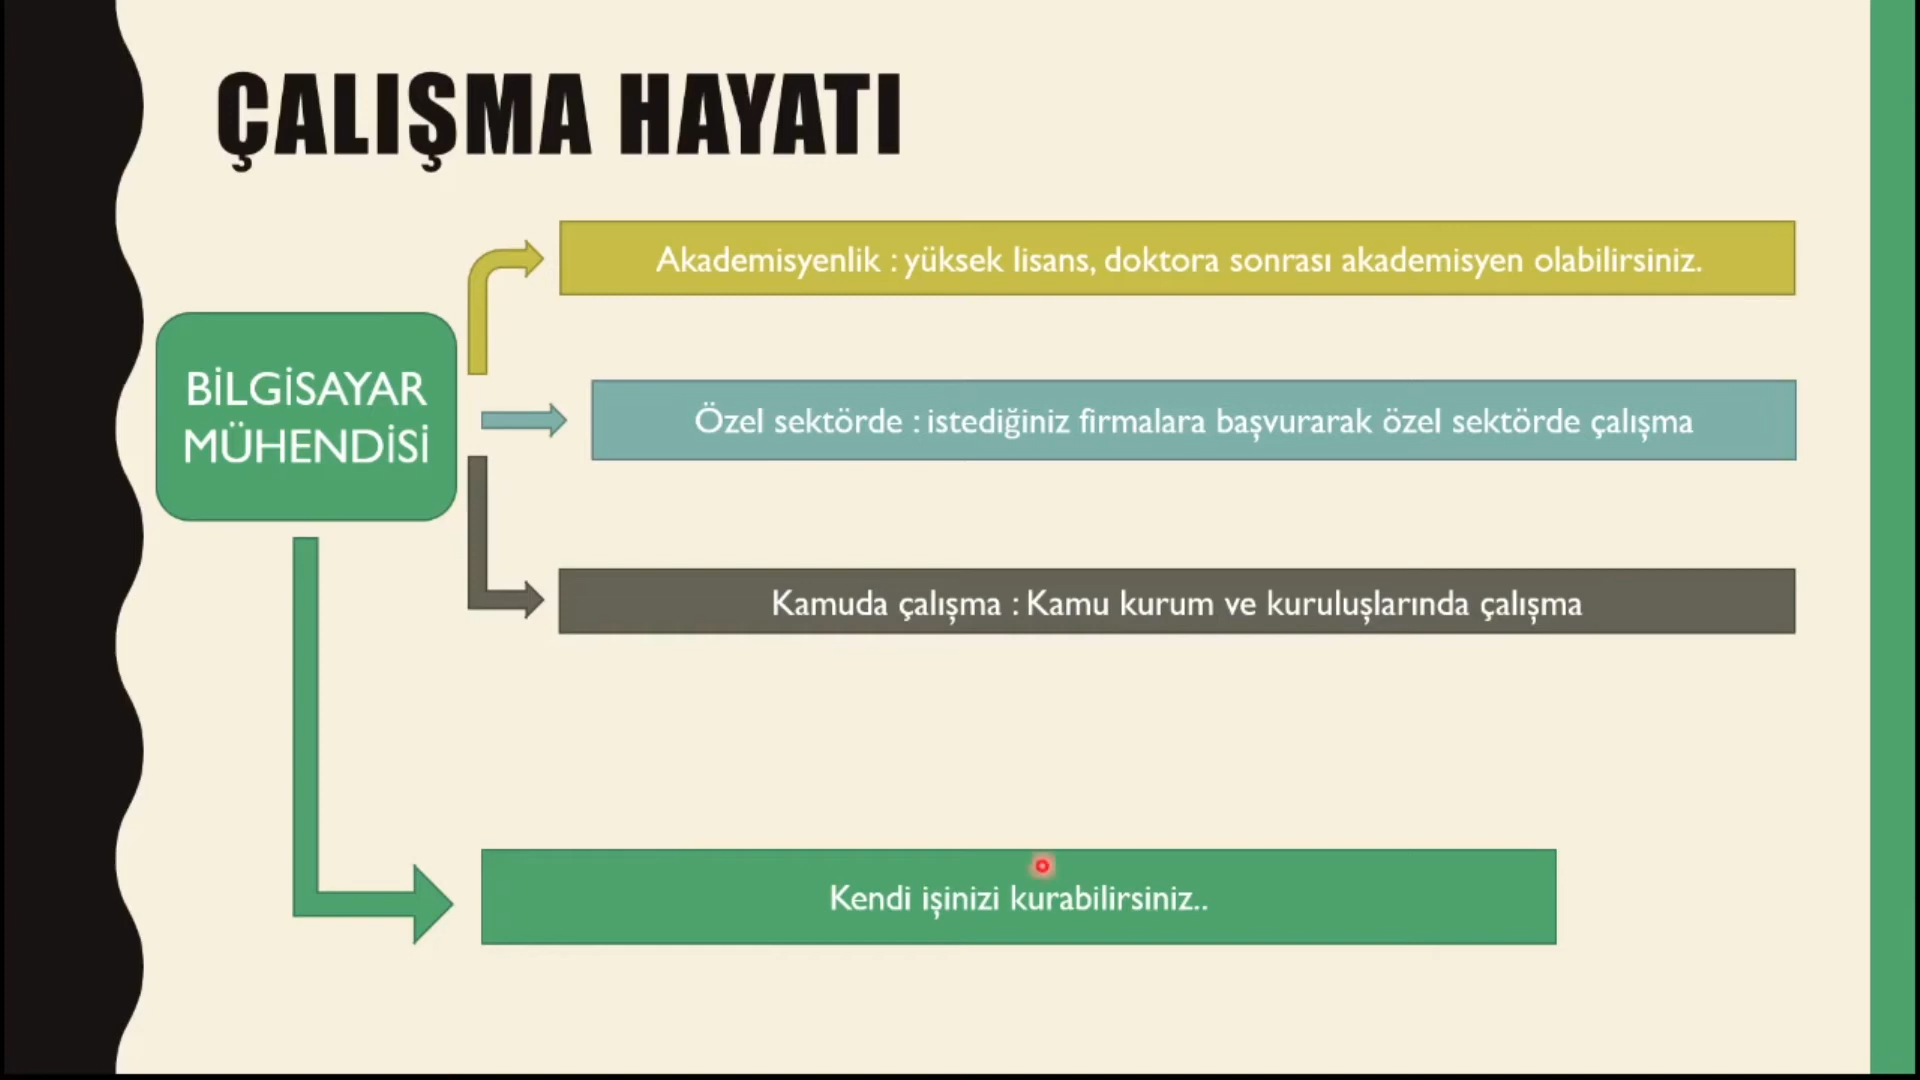 ÇALIŞMA HAYATI
Akademisyenlik : yüksek lisans, doktora sonrası akademisyen olabilirsiniz.
BİLGİSAYAR
MÜHENDİSİ
Özel sektörde : istediğiniz firmalara başvurarak özel sektörde çalışma
Kamuda çalışma : Kamu kurum ve kuruluşlarında çalışma
Kendi işinizi kurabilirsiniz..